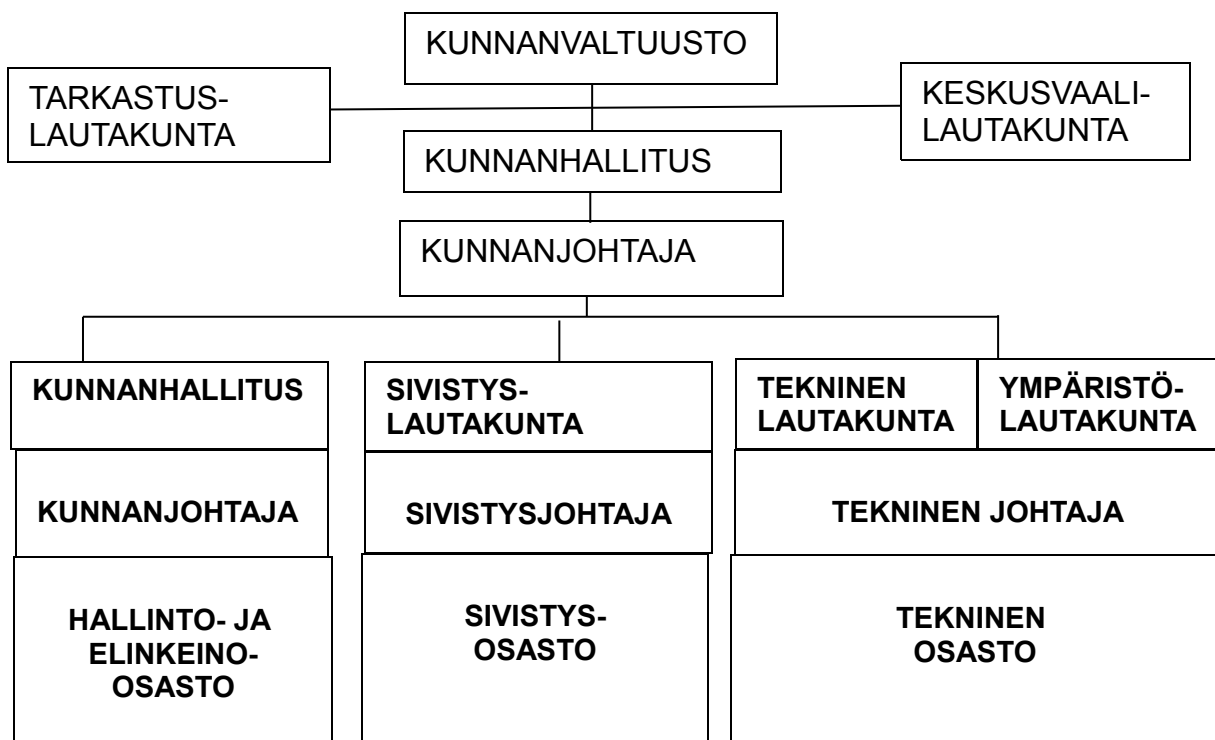 KUNNANVALTUUSTO
TARKASTUS-
LAUTAKUNTA
KESKUSVAALI-
LAUTAKUNTA
KUNNANHALLITUS
KUNNANJOHTAJA
KUNNANHALLITUS
SIVISTYS-
LAUTAKUNTA
TEKNINEN
LAUTAKUNTA
YMPÄRISTÖ-
LAUTAKUNTA
KUNNANJOHTAJA
SIVISTYSJOHTAJA
TEKNINEN JOHTAJA
HALLINTO- JA
ELINKEINO-
OSASTO
SIVISTYS-
OSASTO
TEKNINEN
OSASTO